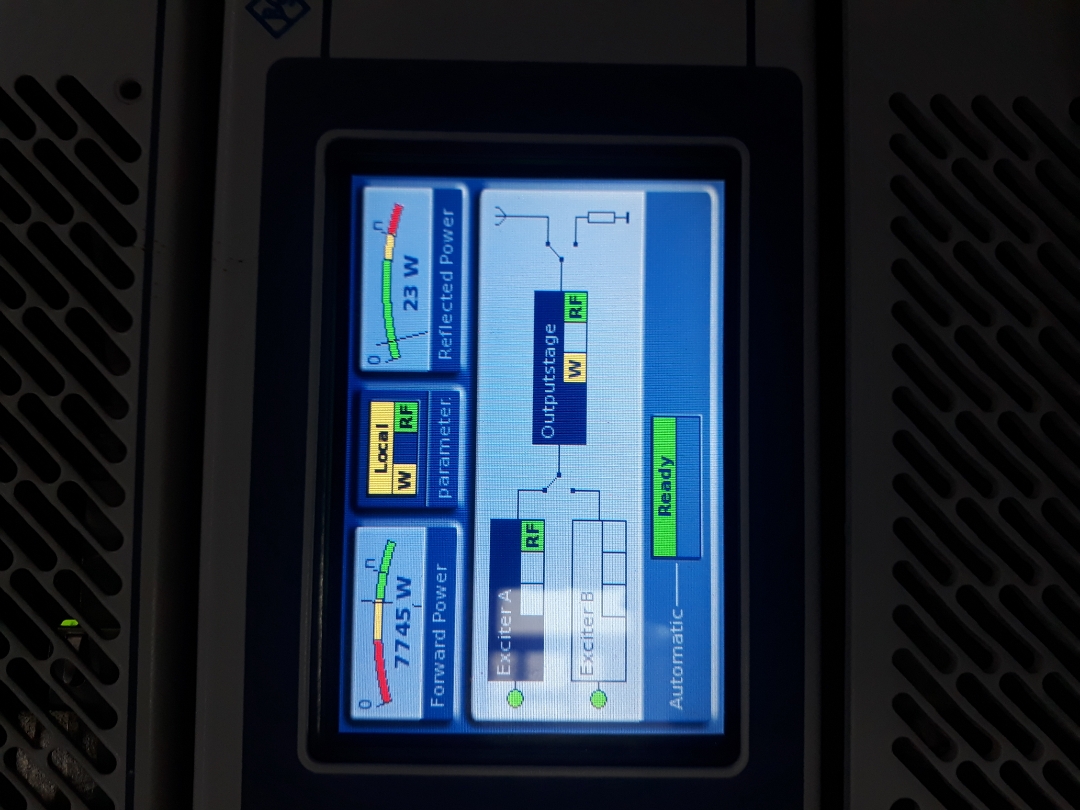 0 n
7745 W
Forward Power
Local
W RF
parameter.
0 n
23 W
Reflected Power
Exciter A
RF
Exciter B
Outputstage
W RF
Automatic
Ready